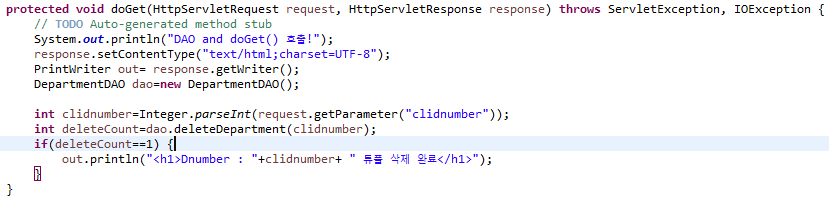 protected void doGet(HttpServletRequest request, HttpServletResponse response) throws ServletException, IOException {
// TODO Auto-generated method stub
System.out.println("DAO and doGet() 호출!");
response.setContentType("text/html;charset=UTF-8");
PrintWriter out= response.getWriter();
DepartmentDAO dao=new DepartmentDAO();
int clidnumber=Integer.parseInt(request.getParameter("clidnumber"));
int deleteCount=dao.deleteDepartment(clidnumber);
if(deleteCount==1) {
out.println("<h1>Dnumber : "+clidnumber+ " 튜플 삭제 완료</h1>");
}
}